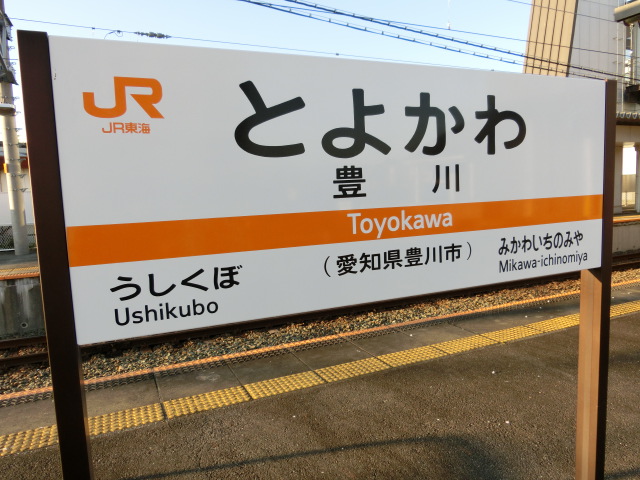 JR
JR東海
とよかわ
豊川
Toyokawa
(愛知県豊川市)
うしくぼ
Ushikubo
みかわいちのみや
Mikawa-ichinomiya